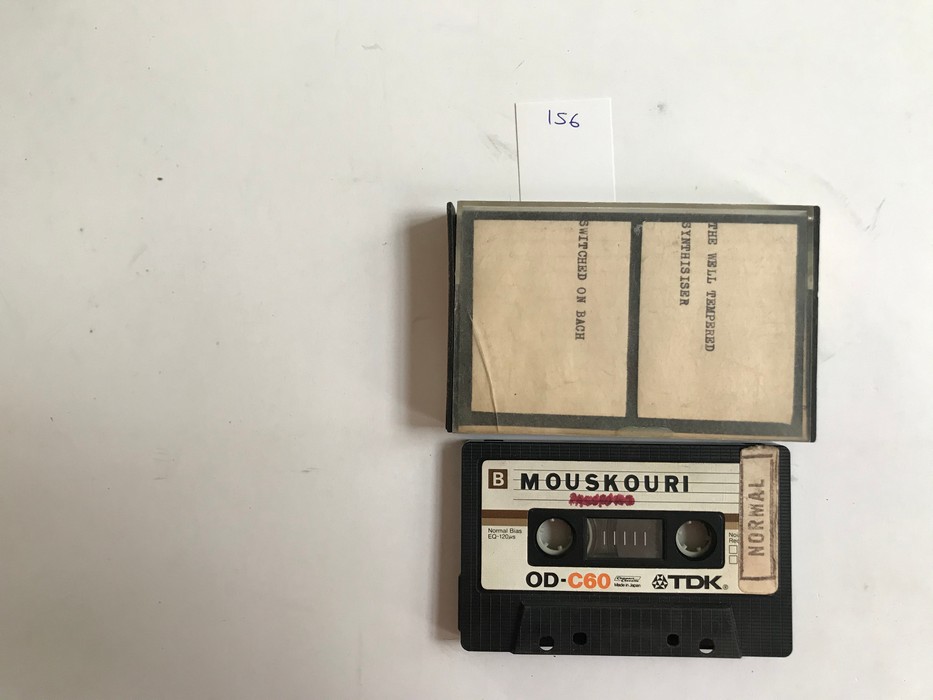 156
THE WELL TEMPERED
SYNTHISISER
SWITCHED ON BACH
B MOUSKOURI
Normal Bias
EQ-120µs
NORMAL
OD-C60
Made in Japan
TDK®